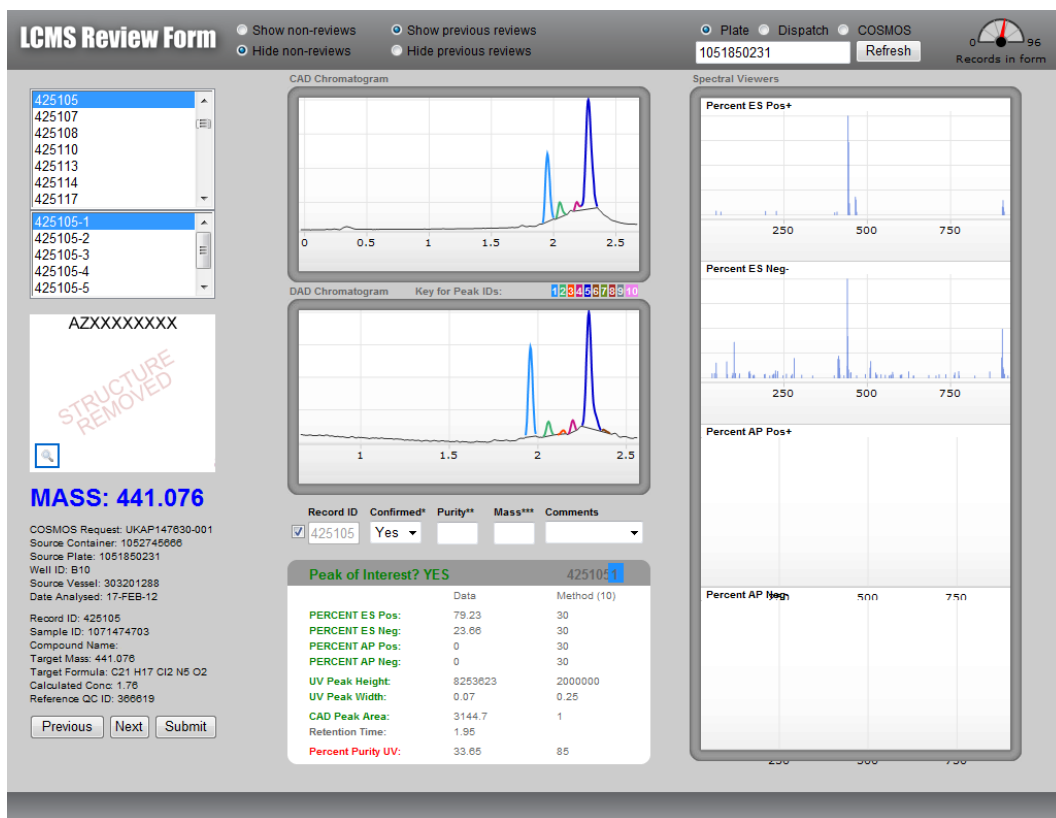 LCMS Review Form
Show non-reviews
Hide non-reviews
Show previous reviews
Hide previous reviews
Plate Dispatch COSMOS
1051850231 Refresh
0 96
Records in form
425105
425107
425108
425110
425113
425114
425117
425105-1
425105-2
425105-3
425105-4
425105-5
AZXXXXXXXX
STRUCTURE
REMOVED
MASS: 441.076
COSMOS Request: UKAP147630-001
Source Container: 1052745666
Source Plate: 1051850231
Well ID: B10
Source Vessel: 303201288
Date Analysed: 17-FEB-12
Record ID: 425105
Sample ID: 1071474703
Compound Name:
Target Mass: 441.076
Target Formula: C21 H17 Cl2 N5 O2
Calculated Conc: 1.76
Reference QC ID: 366619
Previous Next Submit
CAD Chromatogram
0 0.5 1 1.5 2 2.5
DAD Chromatogram Key for Peak IDs: 1 2 3 4 5 6 7 8 9 10
1 1.5 2 2.5
Record ID Confirmed* Purity** Mass*** Comments
425105 Yes
Peak of Interest? YES 4251051
Data Method (10)
PERCENT ES Pos: 79.23 30
PERCENT ES Neg: 23.66 30
PERCENT AP Pos: 0 30
PERCENT AP Neg: 0 30
UV Peak Height: 8253623 2000000
UV Peak Width: 0.07 0.25
CAD Peak Area: 3144.7 1
Retention Time: 1.95
Percent Purity UV: 33.65 85
Spectral Viewers
Percent ES Pos+
250 500 750
Percent ES Neg-
250 500 750
Percent AP Pos+
Percent AP Neg-
250 500 750
250 500 750